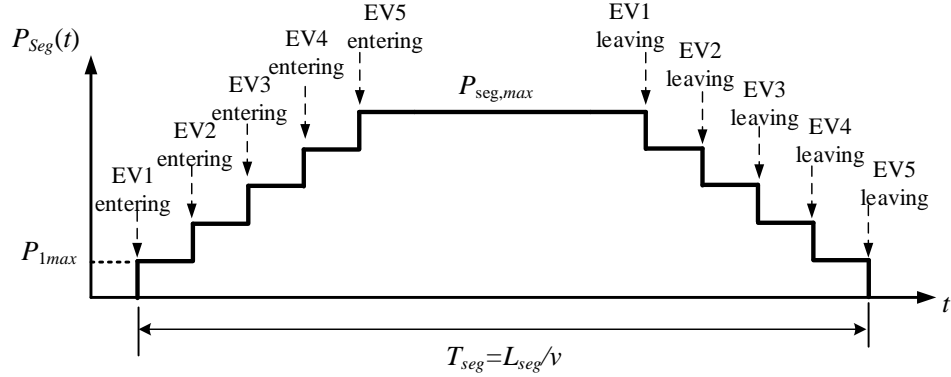 P_Seg(t)
EV1
entering
EV2
entering
EV3
entering
EV4
entering
EV5
entering
P_seg,max
EV1
leaving
EV2
leaving
EV3
leaving
EV4
leaving
EV5
leaving
P_1max
t
T_seg=L_seg/v